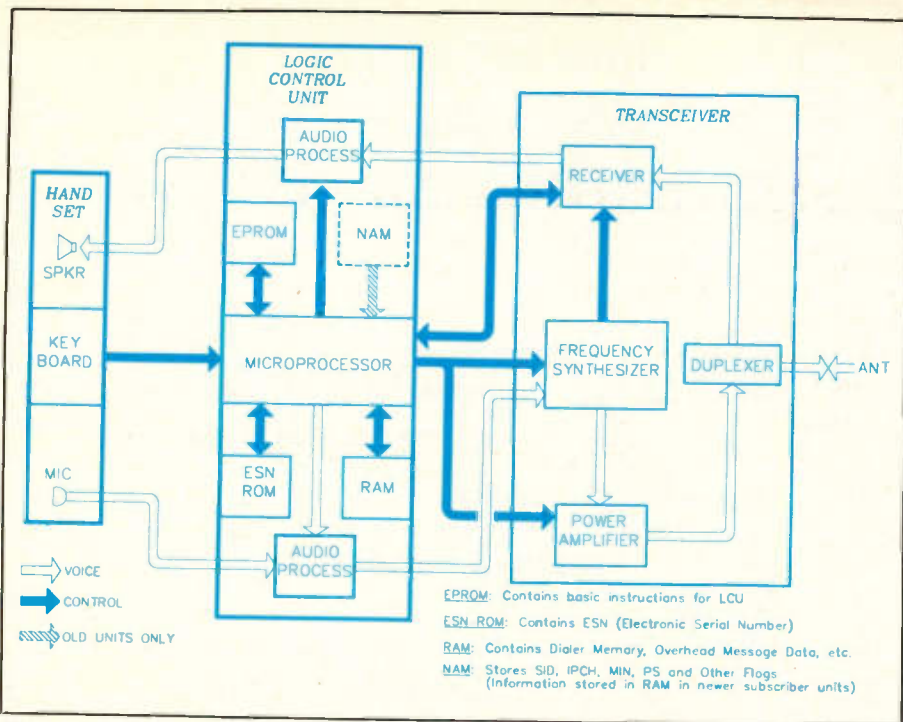 LOGIC
CONTROL
UNIT
TRANSCEIVER
AUDIO
PROCESS
RECEIVER
HAND
SET
EPROM
NAM
SPKR
KEY
BOARD
MICROPROCESSOR
FREQUENCY
SYNTHESIZER
DUPLEXER
ANT
MIC
ESN
ROM
RAM
POWER
AMPLIFIER
AUDIO
PROCESS
VOICE
CONTROL
OLD UNITS ONLY
EPROM: Contains basic instructions for LCU
ESN ROM: Contains ESN (Electronic Serial Number)
RAM: Contains Dialer Memory, Overhead Message Data, etc.
NAM: Stores SID, IPCH, MIN, PS and Other Flags
(Information stored in RAM in newer subscriber units)